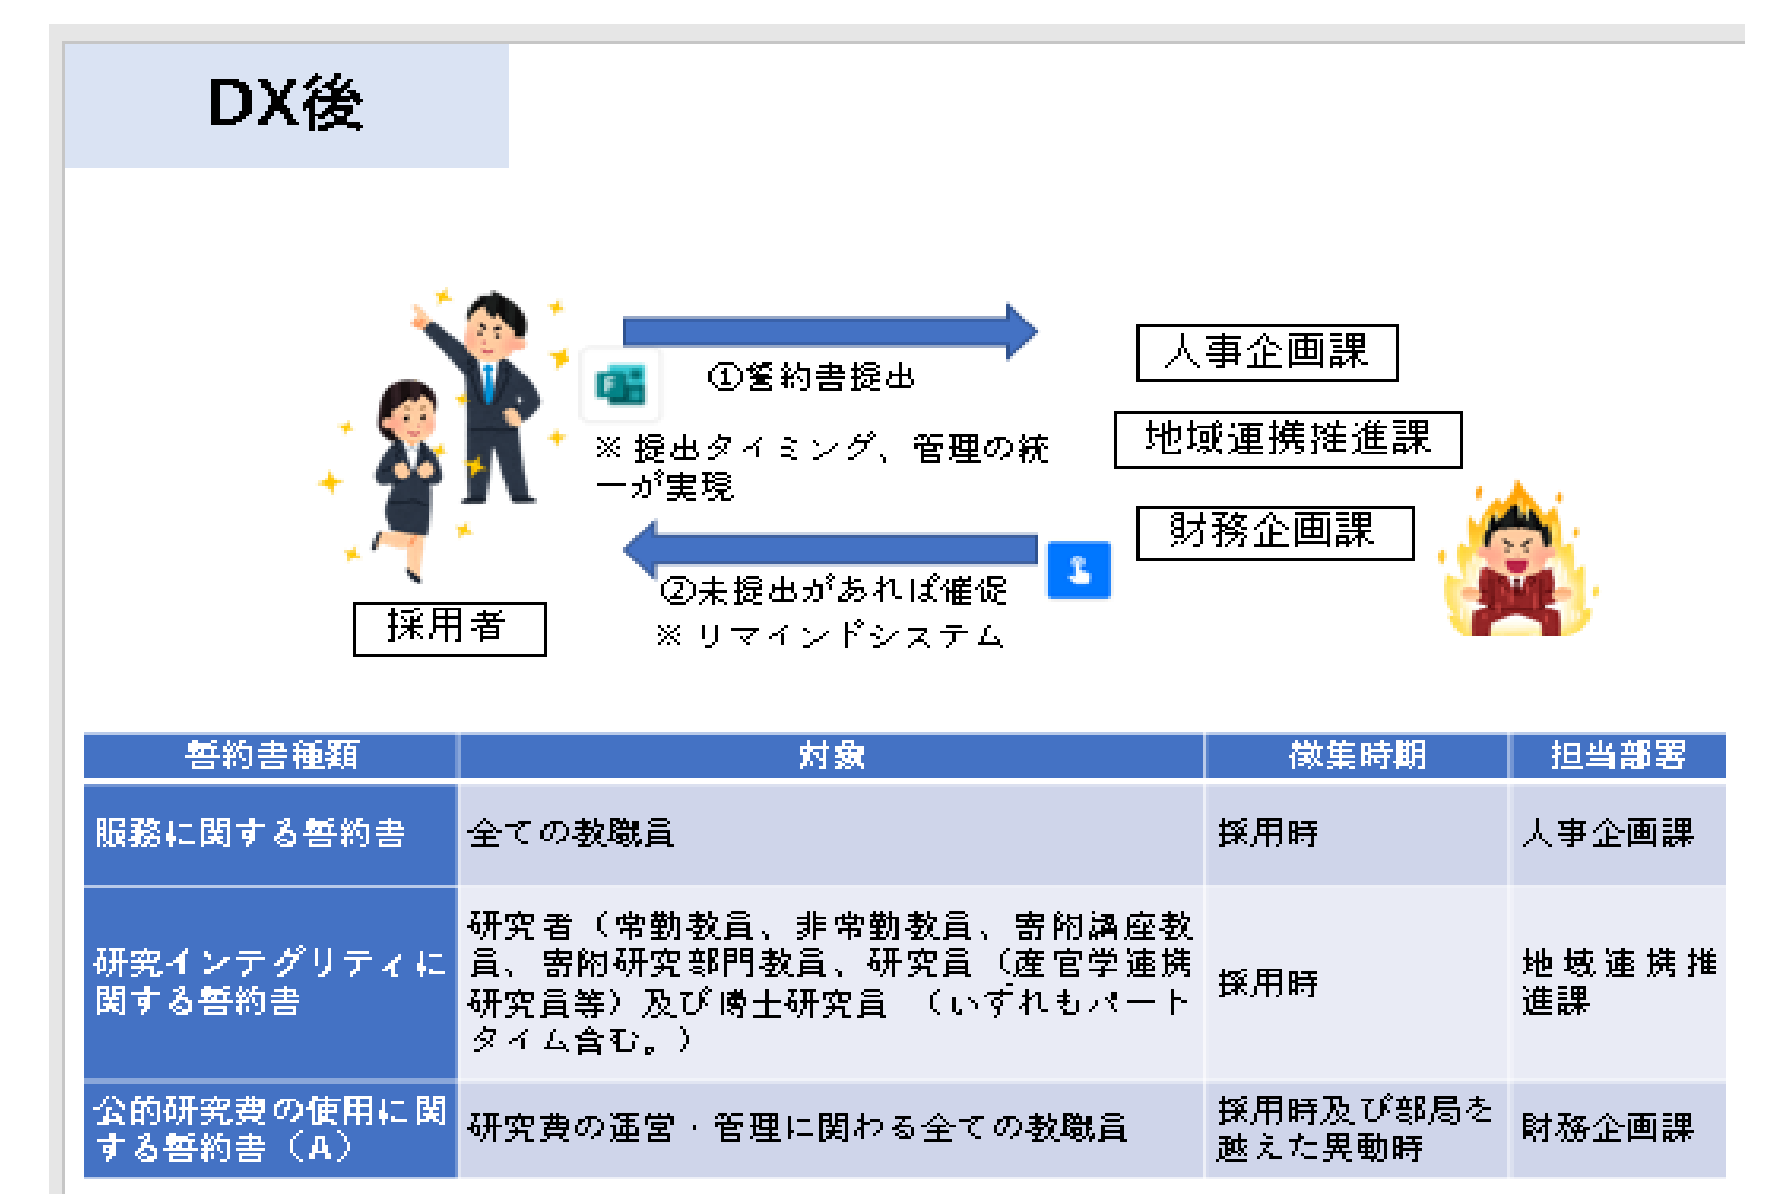 DX後
①誓約書提出
※提出タイミング、管理の統
一が実現
人事企画課
地域連携推進課
財務企画課
②未提出があれば催促
※リマインドシステム
採用者
誓約書種類 対象 徴集時期 担当部署
服務に関する誓約書 全ての教職員 採用時 人事企画課
研究インテグリティに
関する誓約書
研究者（常勤教員、非常勤教員、寄附講座教
員、寄附研究部門教員、研究員（産官学連携
研究員等）及び博士研究員 （いずれもパート
タイム含む。）
採用時
地域連携推
進課
公的研究費の使用に関
する誓約書（A）
研究費の運営・管理に関わる全ての教職員
採用時及び部局を
越えた異動時
財務企画課